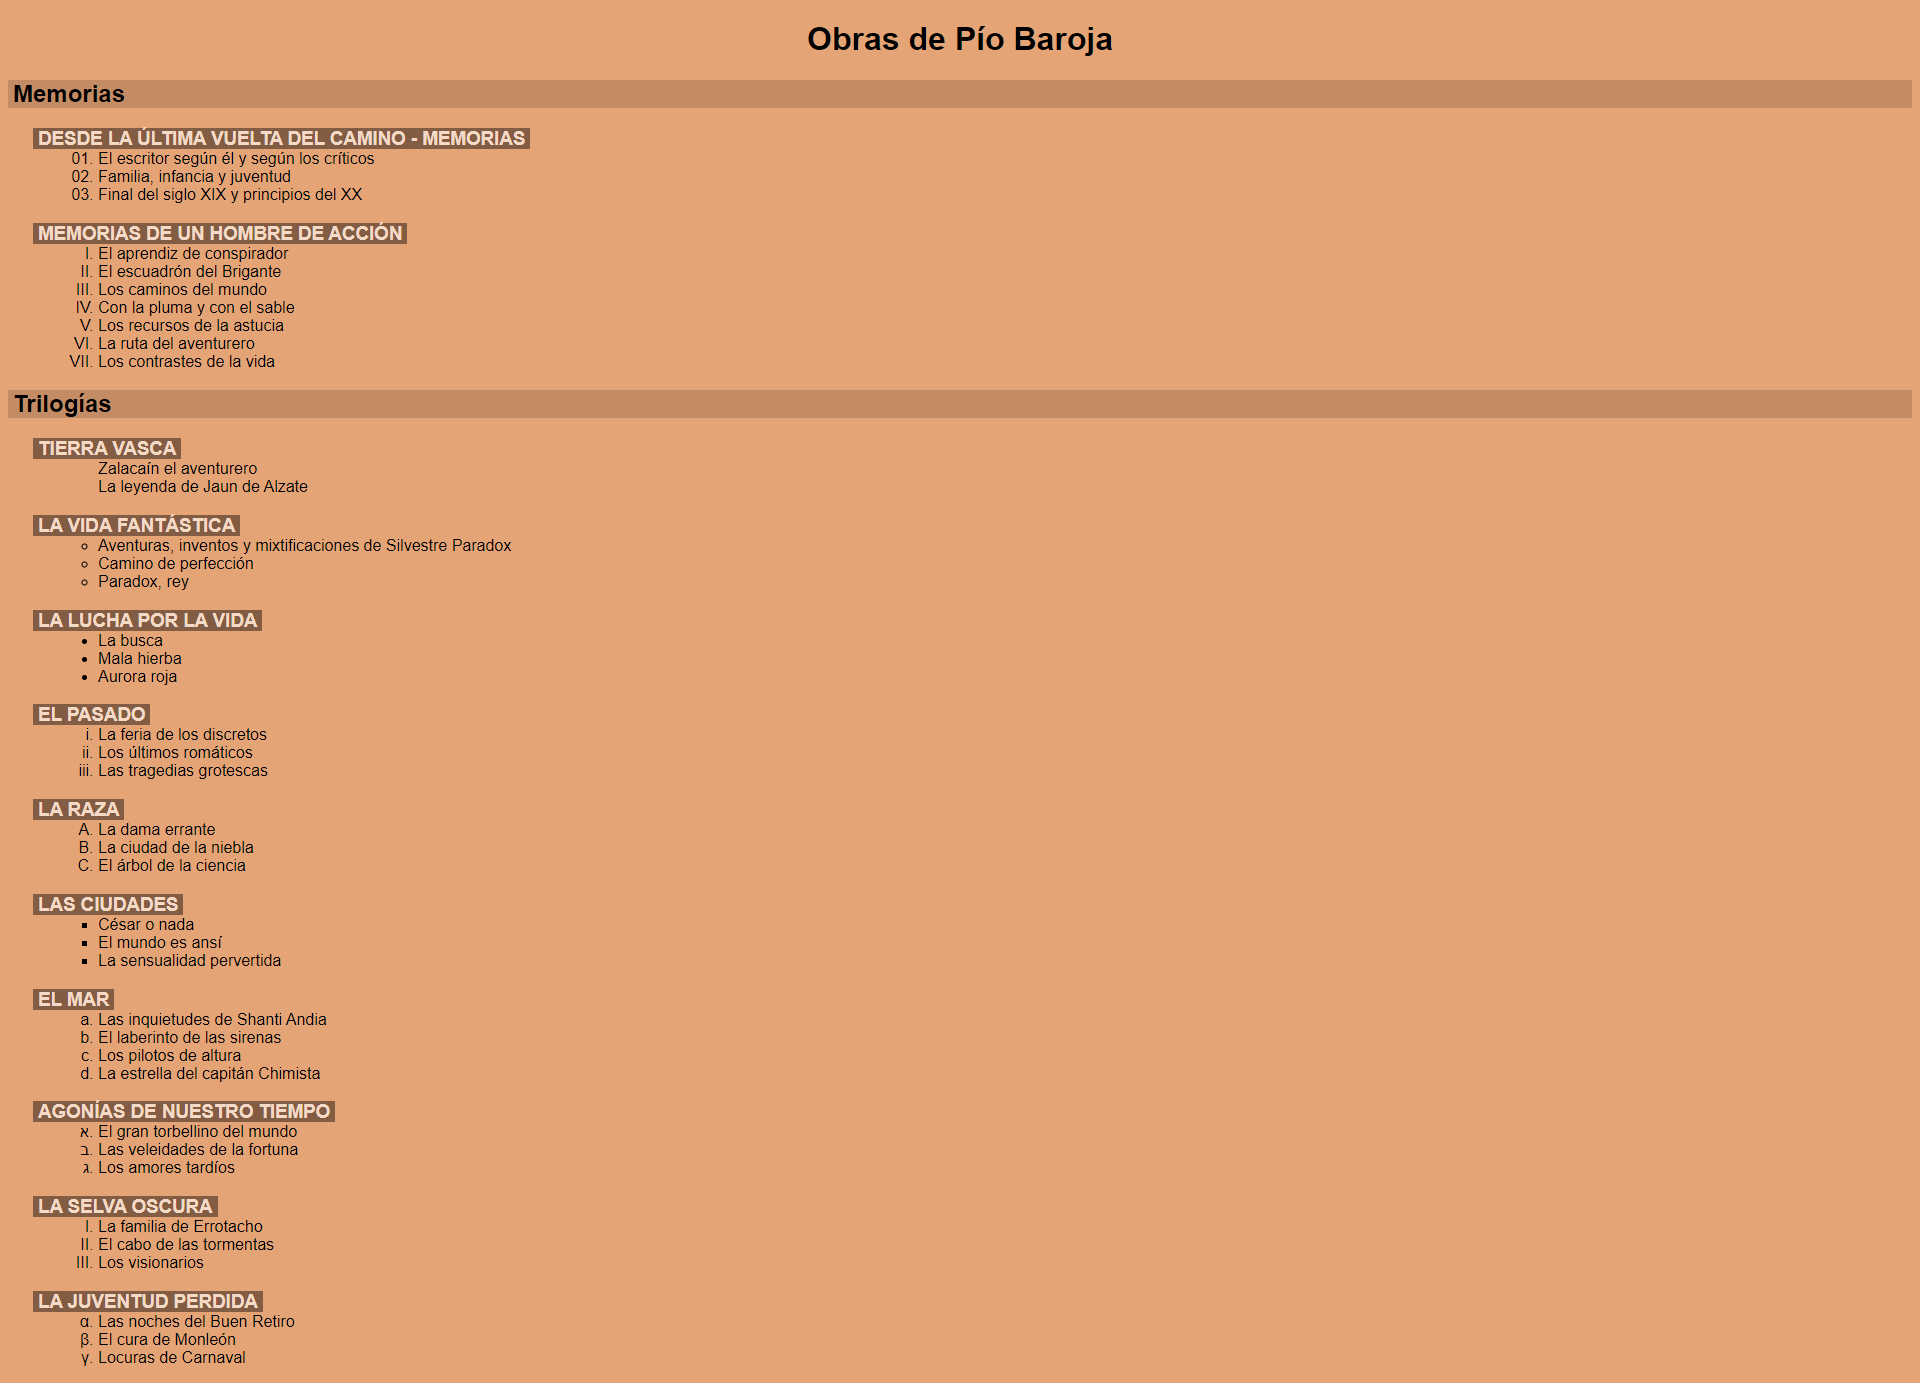 Obras de Pío Baroja
Memorias
DESDE LA ÚLTIMA VUELTA DEL CAMINO - MEMORIAS
01. El escritor según él y según los críticos
02. Familia, infancia y juventud
03. Final del siglo XIX y principios del XX
MEMORIAS DE UN HOMBRE DE ACCIÓN
I. El aprendiz de conspirador
II. El escuadrón del Brigante
III. Los caminos del mundo
IV. Con la pluma y con el sable
V. Los recursos de la astucia
VI. La ruta del aventurero
VII. Los contrastes de la vida
Trilogías
TIERRA VASCA
Zalacaín el aventurero
La leyenda de Jaun de Alzate
LA VIDA FANTÁSTICA
◦ Aventuras, inventos y mixtificaciones de Silvestre Paradox
◦ Camino de perfección
◦ Paradox, rey
LA LUCHA POR LA VIDA
• La busca
• Mala hierba
• Aurora roja
EL PASADO
i. La feria de los discretos
ii. Los últimos romáticos
iii. Las tragedias grotescas
LA RAZA
A. La dama errante
B. La ciudad de la niebla
C. El árbol de la ciencia
LAS CIUDADES
▪ César o nada
▪ El mundo es ansí
▪ La sensualidad pervertida
EL MAR
a. Las inquietudes de Shanti Andia
b. El laberinto de las sirenas
c. Los pilotos de altura
d. La estrella del capitán Chimista
AGONÍAS DE NUESTRO TIEMPO
א. El gran torbellino del mundo
ב. Las veleidades de la fortuna
ג. Los amores tardíos
LA SELVA OSCURA
I. La familia de Errotacho
II. El cabo de las tormentas
III. Los visionarios
LA JUVENTUD PERDIDA
α. Las noches del Buen Retiro
β. El cura de Monleón
γ. Locuras de Carnaval